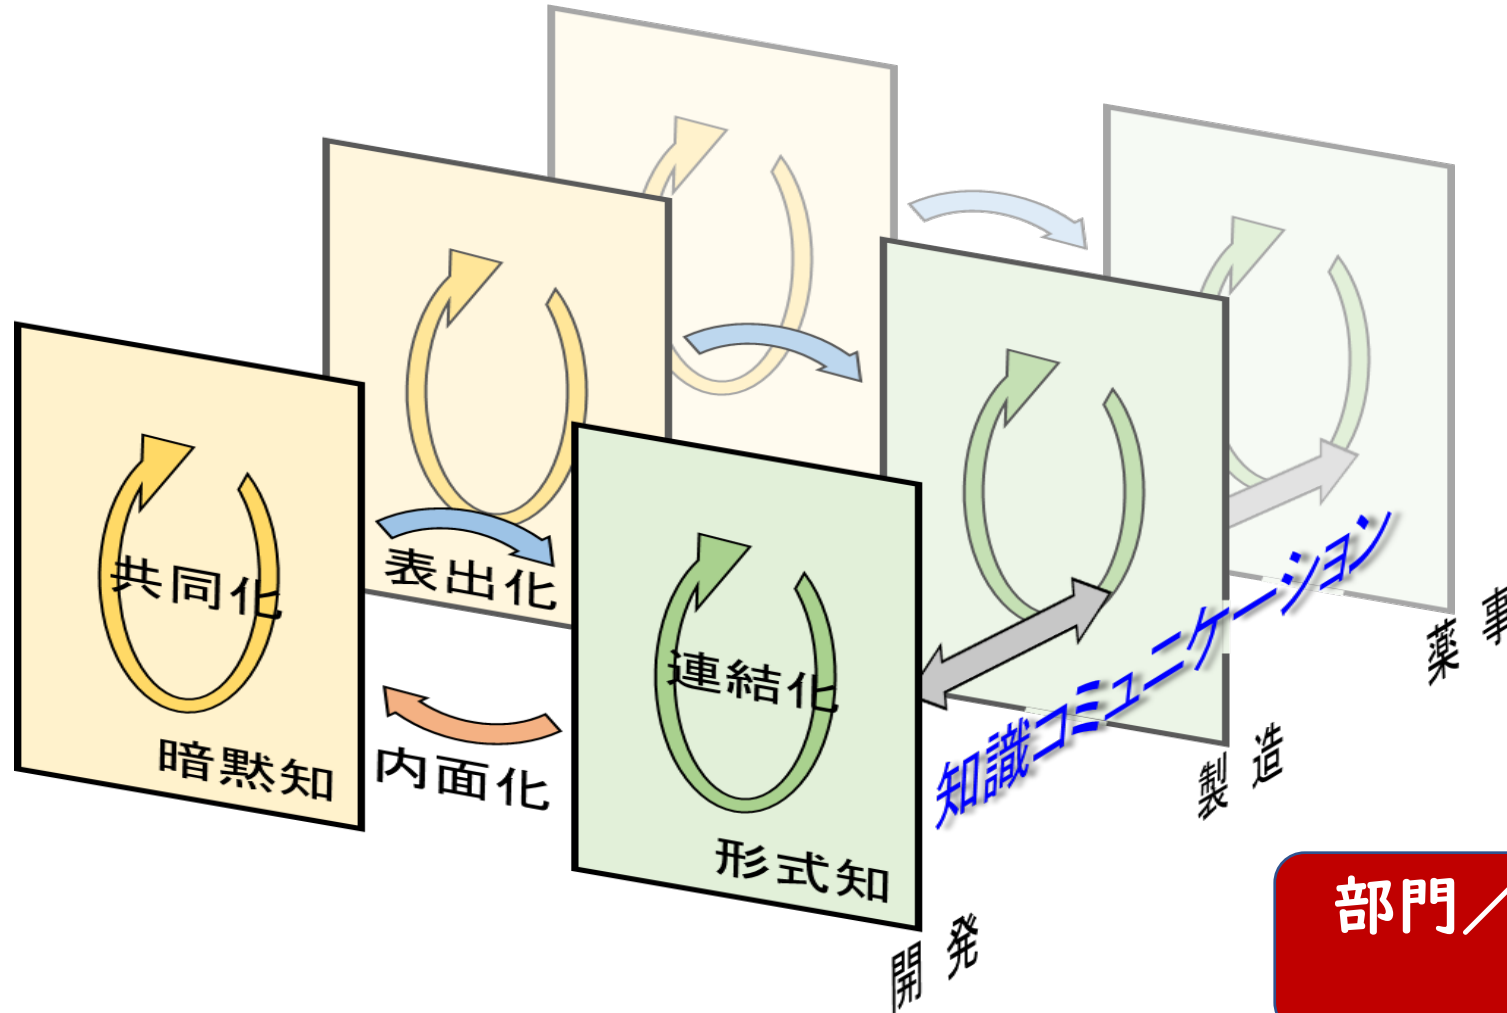 共同化
表出化
連結化
内面化
暗黙知
形式知
知識コミュニケーション
薬事
製造
開発
部門／